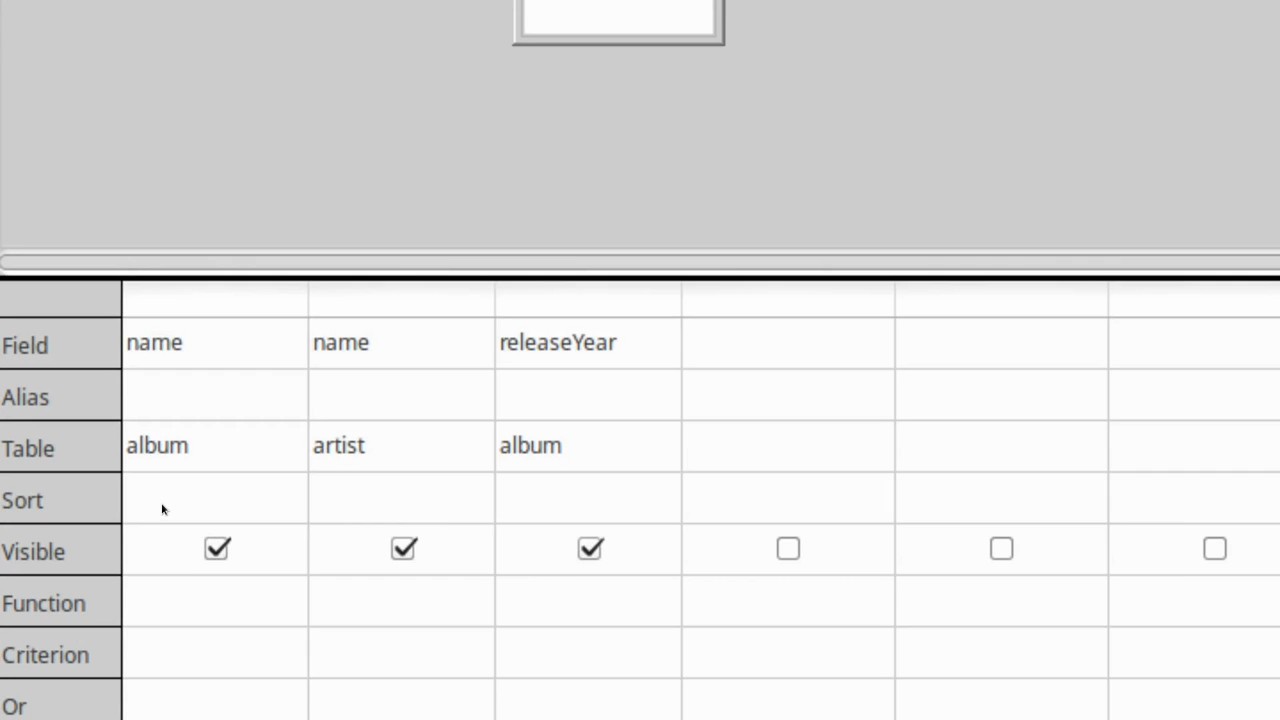 Field name name releaseYear
Alias
Table album artist album
Sort
Visible
Function
Criterion
Or